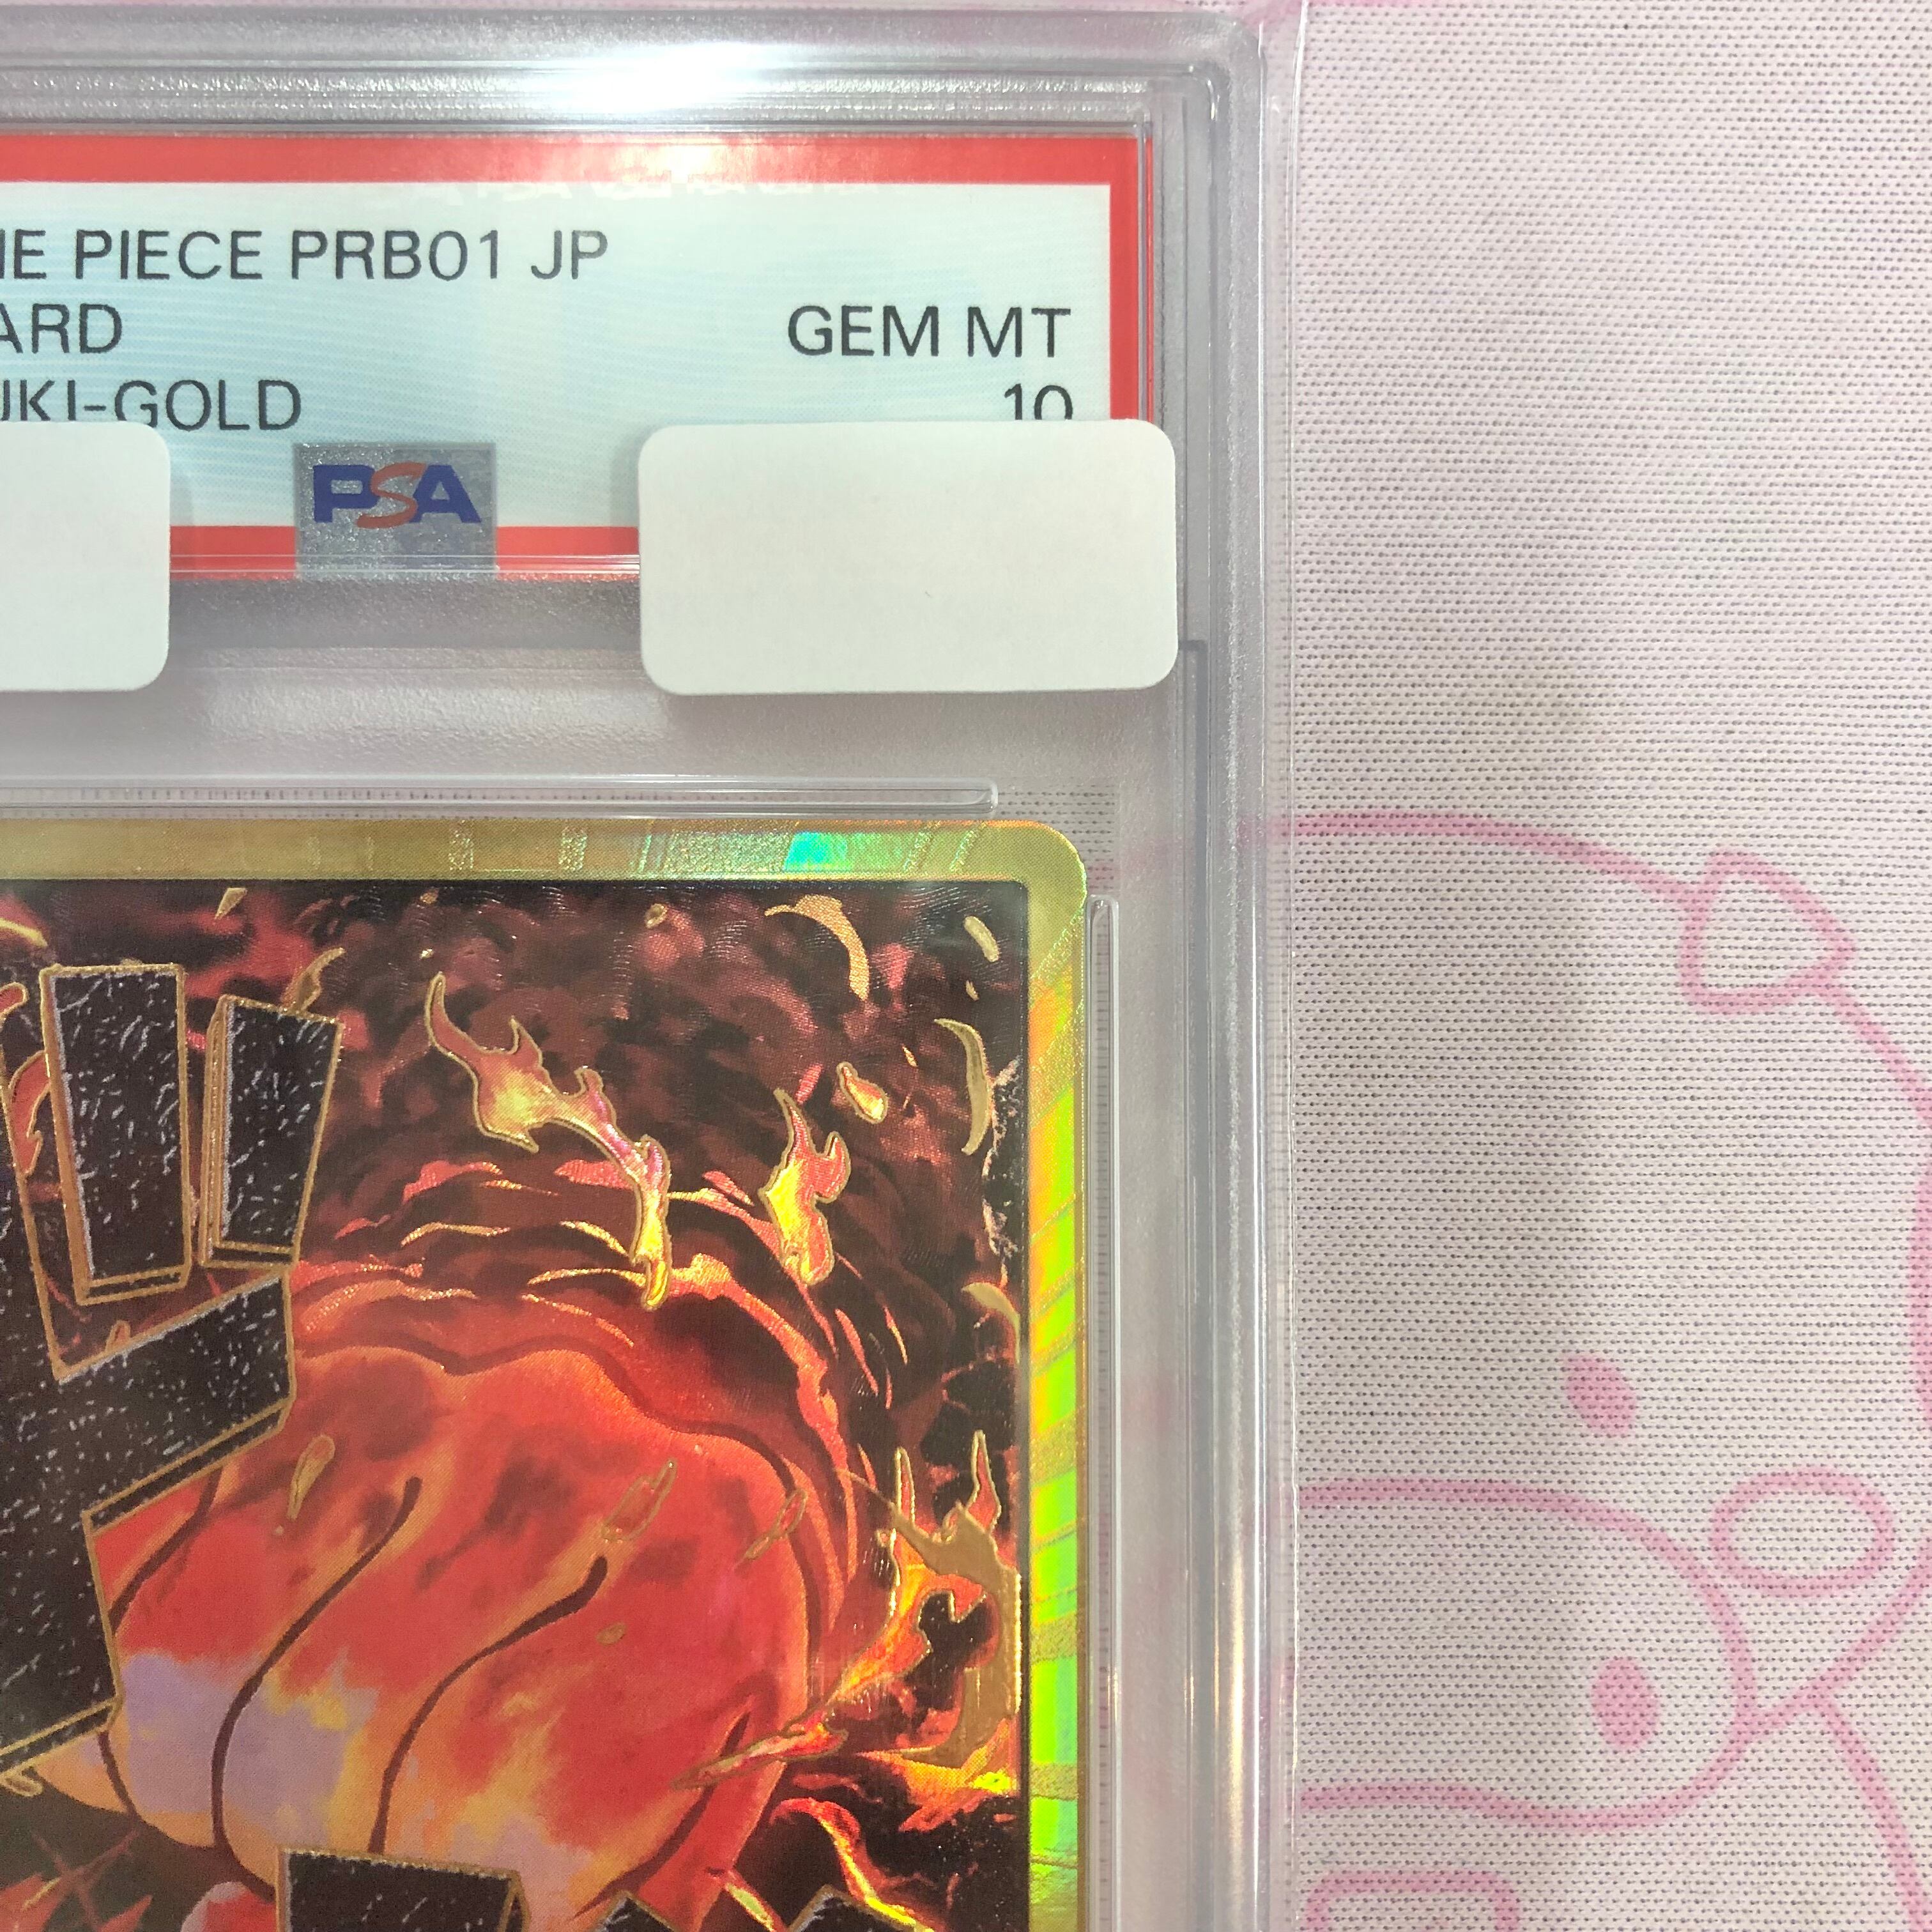 IE PIECE PRB01 JP
ARD
GEM MT
UKI-GOLD
10
PSA